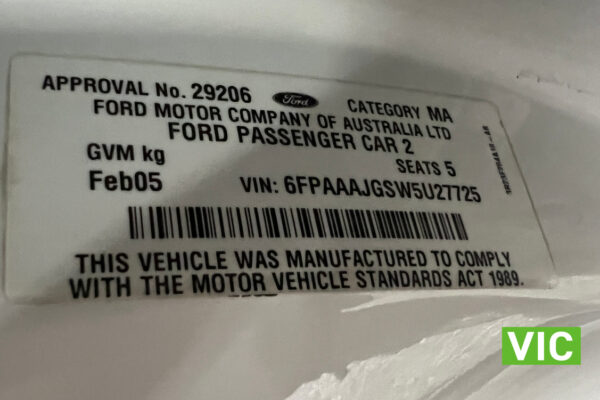 APPROVAL No. 29206 Ford CATEGORY MA
FORD MOTOR COMPANY OF AUSTRALIA LTD
FORD PASSENGER CAR 2
GVM kg SEATS 5
Feb05 VIN: 6FPAAAJGSW5U27725
THIS VEHICLE WAS MANUFACTURED TO COMPLY
WITH THE MOTOR VEHICLE STANDARDS ACT 1989.
VIC